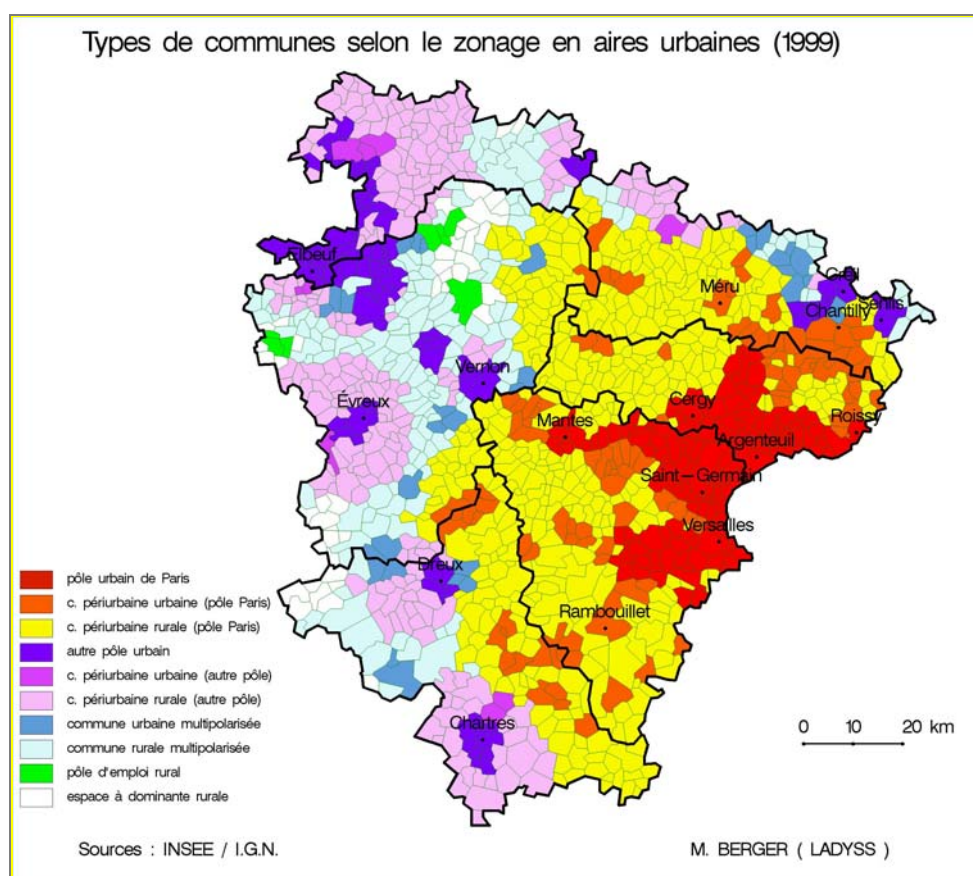 Types de communes selon le zonage en aires urbaines (1999)
Elbeuf
Méru
Creil
Senlis
Chantilly
Vernon
Évreux
Mantes
Cergy
Roissy
Argenteuil
Saint-Germain
Versailles
Dreux
Rambouillet
Chartres
pôle urbain de Paris
c. périurbaine urbaine (pôle Paris)
c. périurbaine rurale (pôle Paris)
autre pôle urbain
c. périurbaine urbaine (autre pôle)
c. périurbaine rurale (autre pôle)
commune urbaine multipolarisée
commune rurale multipolarisée
pôle d'emploi rural
espace à dominante rurale
0 10 20 km
Sources : INSEE / I.G.N.
M. BERGER ( LADYSS )